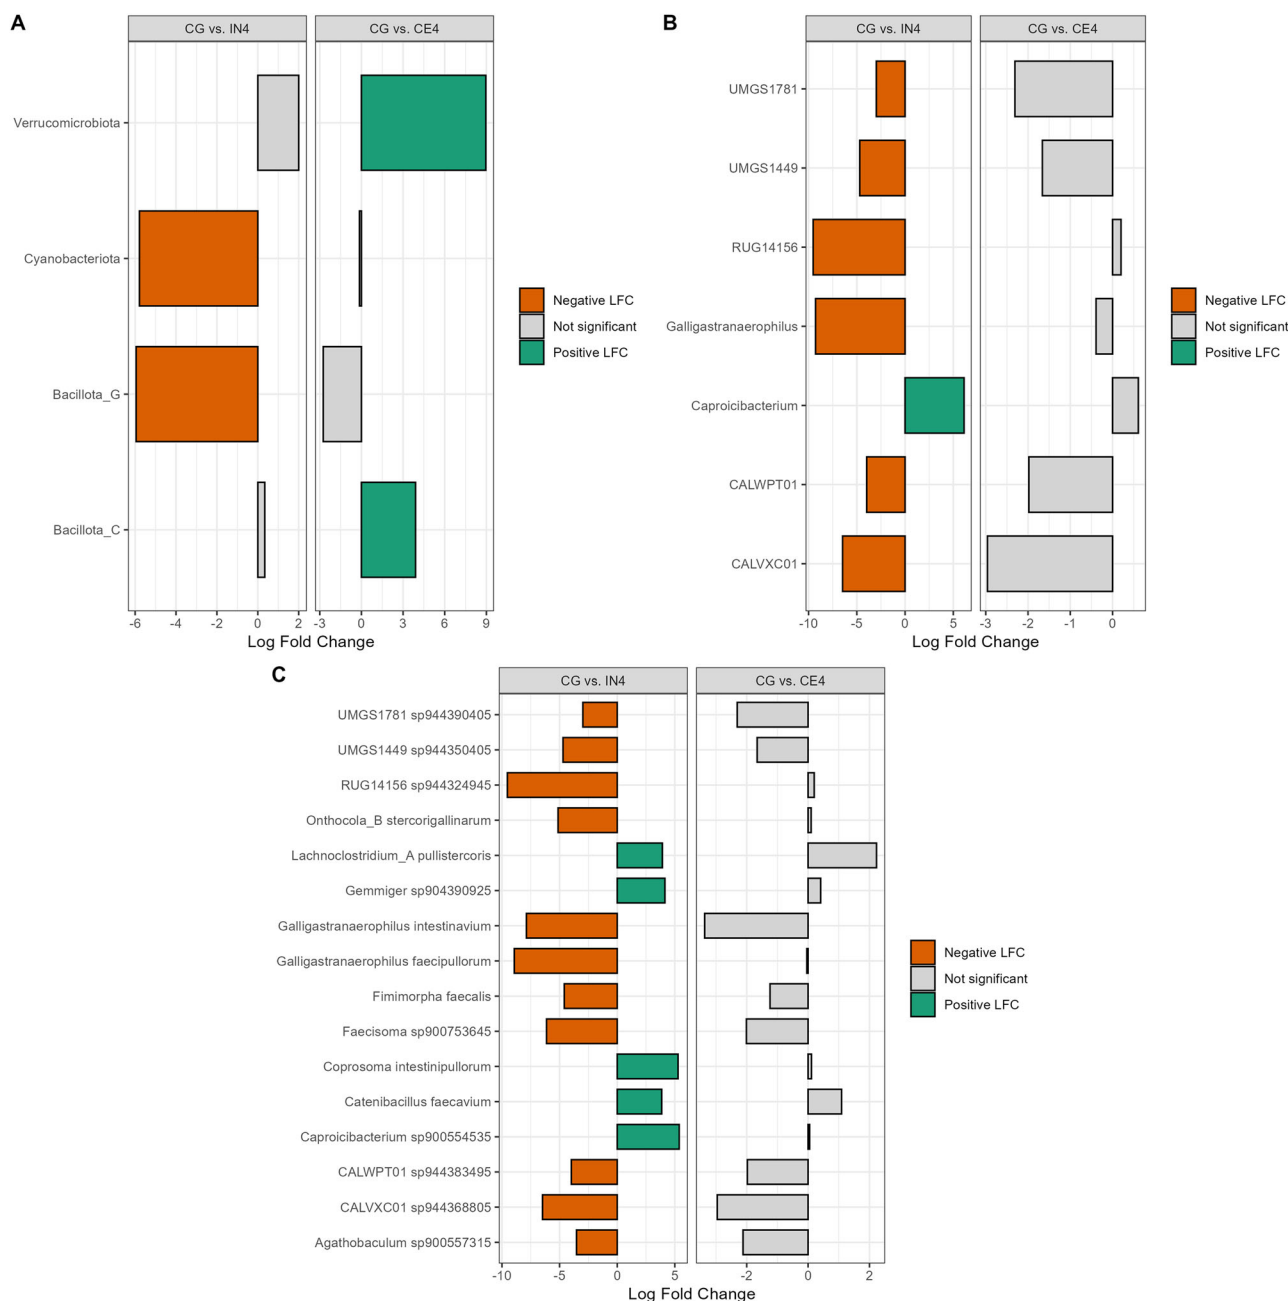 A
CG vs. IN4
CG vs. CE4
Verrucomicrobiota
Cyanobacteriota
Bacillota_G
Bacillota_C
-6 -4 -2 0 2
-3 0 3 6 9
Log Fold Change
Negative LFC
Not significant
Positive LFC
B
CG vs. IN4
CG vs. CE4
UMGS1781
UMGS1449
RUG14156
Galligastranaerophilus
Caproicibacterium
CALWPT01
CALVXC01
-10 -5 0 5
-3 -2 -1 0
Log Fold Change
Negative LFC
Not significant
Positive LFC
C
CG vs. IN4
CG vs. CE4
UMGS1781 sp944390405
UMGS1449 sp944350405
RUG14156 sp944324945
Onthocola_B stercorigallinarum
Lachnoclostridium_A pullistercoris
Gemmiger sp904390925
Galligastranaerophilus intestinavium
Galligastranaerophilus faecipullorum
Fimimorpha faecalis
Faecisoma sp900753645
Coprosoma intestinipullorum
Catenibacillus faecavium
Caproicibacterium sp900554535
CALWPT01 sp944383495
CALVXC01 sp944368805
Agathobaculum sp900557315
-10 -5 0 5
-2 0 2
Log Fold Change
Negative LFC
Not significant
Positive LFC